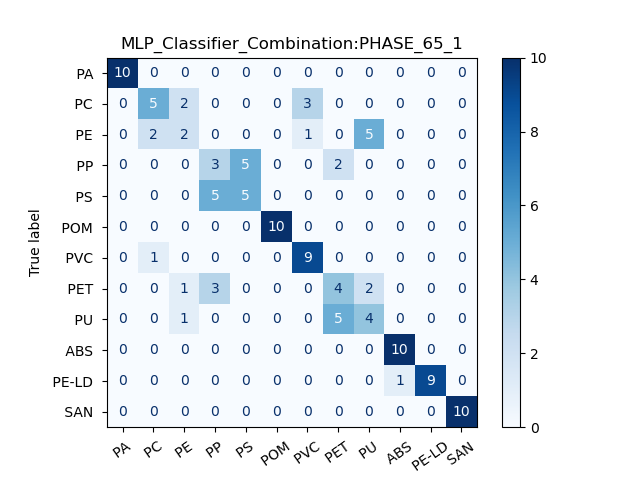 MLP_Classifier_Combination:PHASE_65_1
PA 10 0 0 0 0 0 0 0 0 0 0 0
PC 0 5 2 0 0 0 3 0 0 0 0 0
PE 0 2 2 0 0 0 1 0 5 0 0 0
PP 0 0 0 3 5 0 0 2 0 0 0 0
PS 0 0 0 5 5 0 0 0 0 0 0 0
POM 0 0 0 0 0 10 0 0 0 0 0 0
PVC 0 1 0 0 0 0 9 0 0 0 0 0
PET 0 0 1 3 0 0 0 4 2 0 0 0
PU 0 0 1 0 0 0 0 5 4 0 0 0
ABS 0 0 0 0 0 0 0 0 0 10 0 0
PE-LD 0 0 0 0 0 0 0 0 0 1 9 0
SAN 0 0 0 0 0 0 0 0 0 0 0 10
PA PC PE PP PS POM PVC PET PU ABS PE-LD SAN
True label
10
8
6
4
2
0